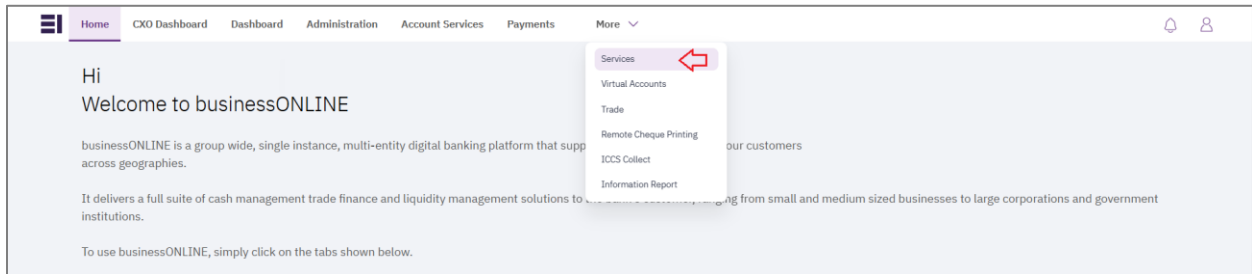 Home CXO Dashboard Dashboard Administration Account Services Payments More
Services
Virtual Accounts
Trade
Remote Cheque Printing
ICCS Collect
Information Report
Hi
Welcome to businessONLINE
businessONLINE is a group wide, single instance, multi-entity digital banking platform that supp our customers
across geographies.
It delivers a full suite of cash management trade finance and liquidity management solutions to ging from small and medium sized businesses to large corporations and government
institutions.
To use businessONLINE, simply click on the tabs shown below.